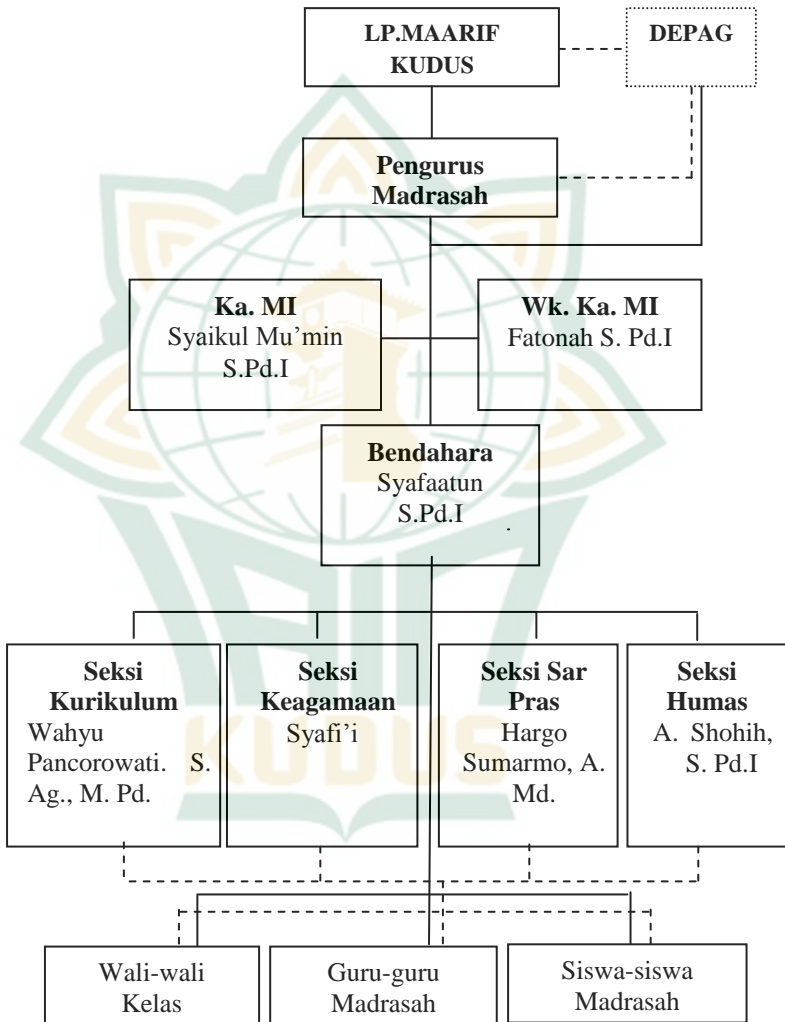 LP.MAARIF
KUDUS
DEPAG
Pengurus
Madrasah
Ka. MI
Syaikul Mu’min
S.Pd.I
Wk. Ka. MI
Fatonah S. Pd.I
Bendahara
Syafaatun
S.Pd.I
Seksi
Kurikulum
Wahyu
Pancorowati. S.
Ag., M. Pd.
Seksi
Keagamaan
Syafi’i
Seksi Sar
Pras
Hargo
Sumarmo, A.
Md.
Seksi
Humas
A. Shohih,
S. Pd.I
IAIN
KUDUS
Wali-wali
Kelas
Guru-guru
Madrasah
Siswa-siswa
Madrasah